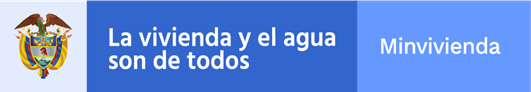 La vivienda y el agua
son de todos
Minvivienda